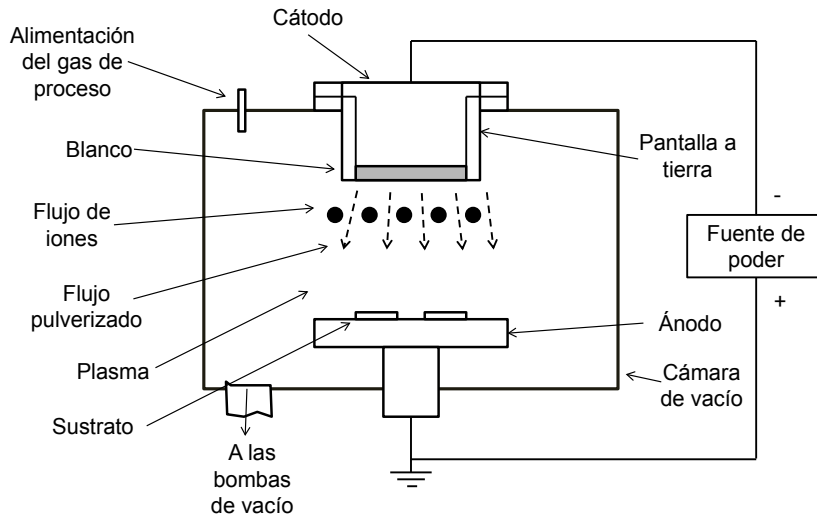 Cátodo
Alimentación
del gas de
proceso
Blanco
Pantalla a
tierra
Flujo de
iones
-
Fuente de
poder
+
Flujo
pulverizado
Ánodo
Plasma
Cámara
de vacío
Sustrato
A las
bombas
de vacío